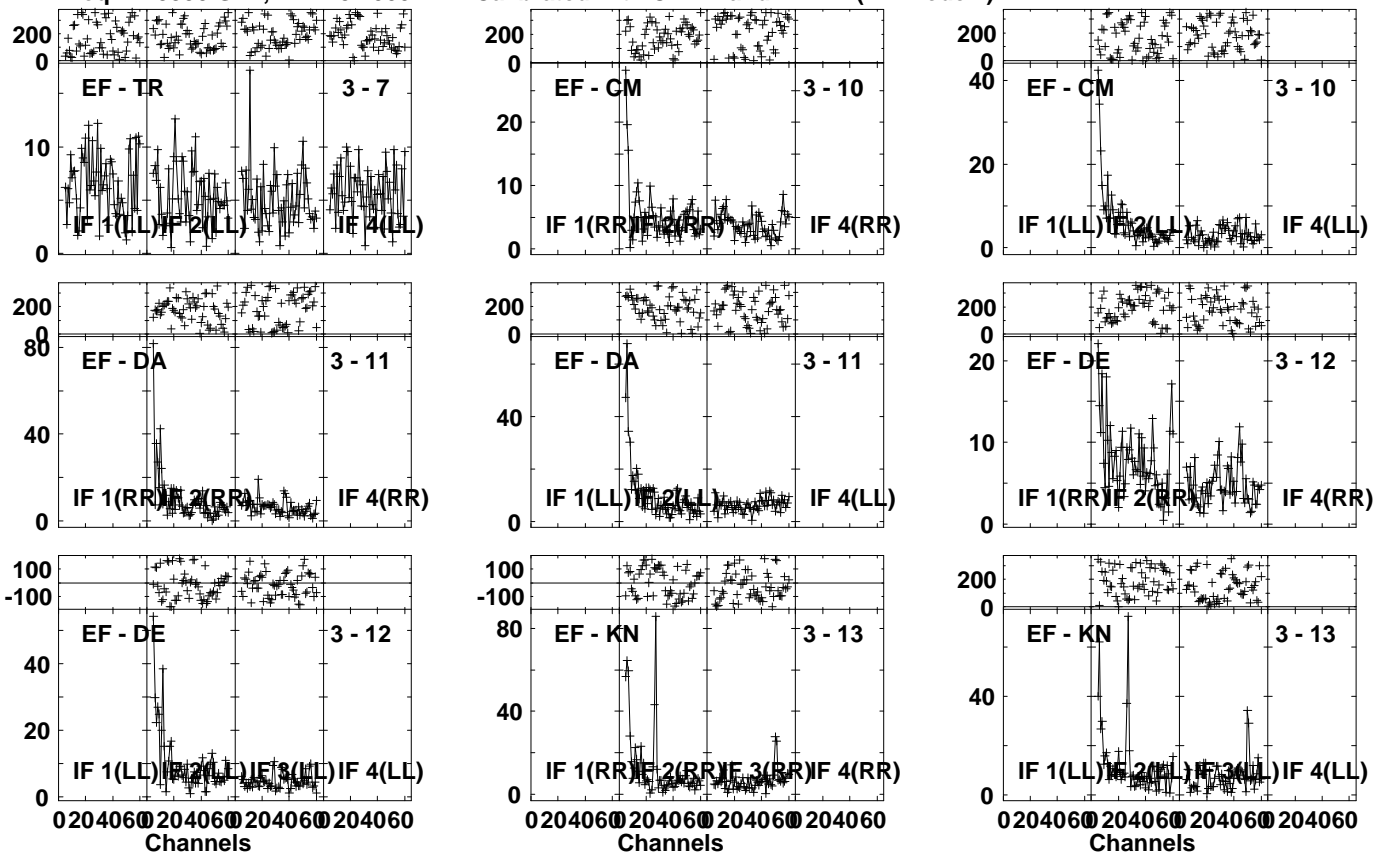 200
0
200
0
200
0
EF - TR 3 - 7
EF - CM 3 - 10
EF - CM 3 - 10
10
0
20
10
0
40
20
0
IF 1(LL) IF 2(LL) IF 4(LL)
IF 1(RR) IF 2(RR) IF 4(RR)
IF 1(LL) IF 2(LL) IF 4(LL)
200
0
200
0
200
0
EF - DA 3 - 11
EF - DA 3 - 11
EF - DE 3 - 12
80
40
0
40
0
20
10
0
IF 1(RR) IF 2(RR) IF 4(RR)
IF 1(LL) IF 2(LL) IF 4(LL)
IF 1(RR) IF 2(RR) IF 4(RR)
100
-100
100
-100
200
0
EF - DE 3 - 12
EF - KN 3 - 13
EF - KN 3 - 13
40
20
0
80
40
0
40
0
IF 1(LL) IF 2(LL) IF 3(LL) IF 4(LL)
IF 1(RR) IF 2(RR) IF 3(RR) IF 4(RR)
IF 1(LL) IF 2(LL) IF 3(LL) IF 4(LL)
0 20 40 60 0 20 40 60 0 20 40 60 0 20 40 60
0 20 40 60 0 20 40 60 0 20 40 60 0 20 40 60
0 20 40 60 0 20 40 60 0 20 40 60 0 20 40 60
Channels
Channels
Channels